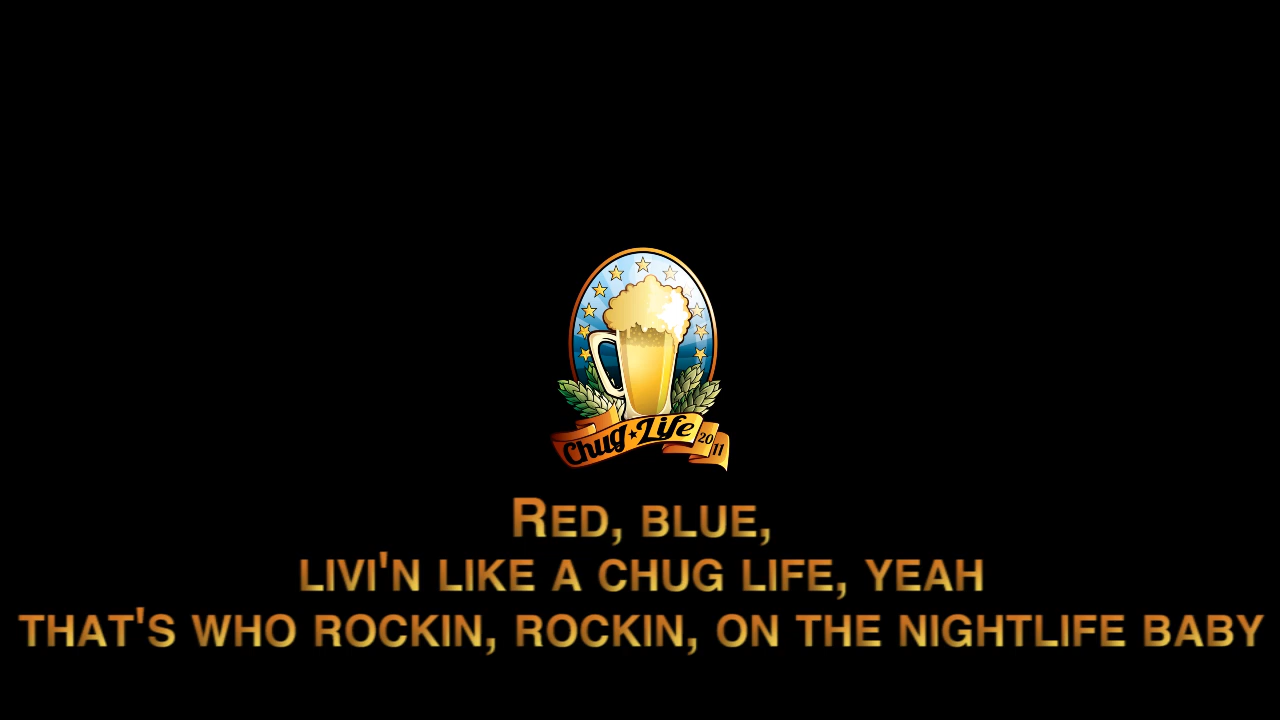 Chug★Life 2011
RED, BLUE,
LIVI'N LIKE A CHUG LIFE, YEAH
THAT'S WHO ROCKIN, ROCKIN, ON THE NIGHTLIFE BABY